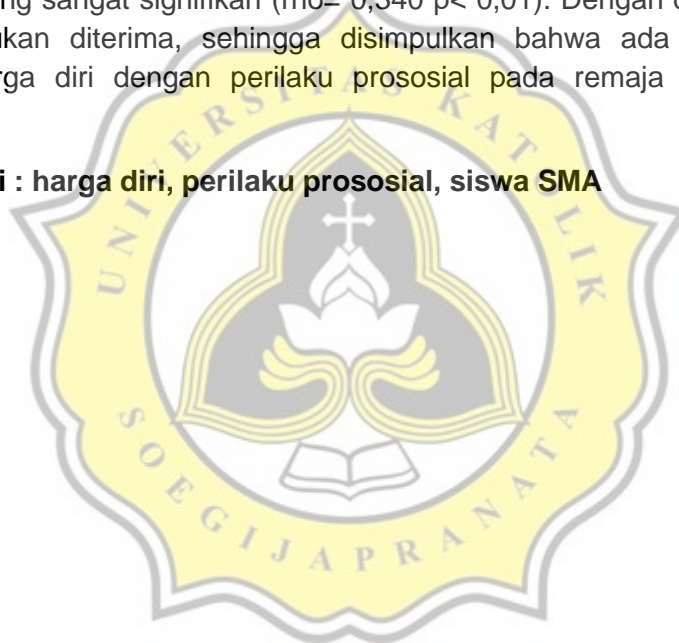 ng sangat signifikan (rho= 0,340 p< 0,01). Dengan
ukan diterima, sehingga disimpulkan bahwa ada
rga diri dengan perilaku prososial pada remaja
i : harga diri, perilaku prososial, siswa SMA
UNIVERSITAS KATOLIK
SOEGIJAPRANATA